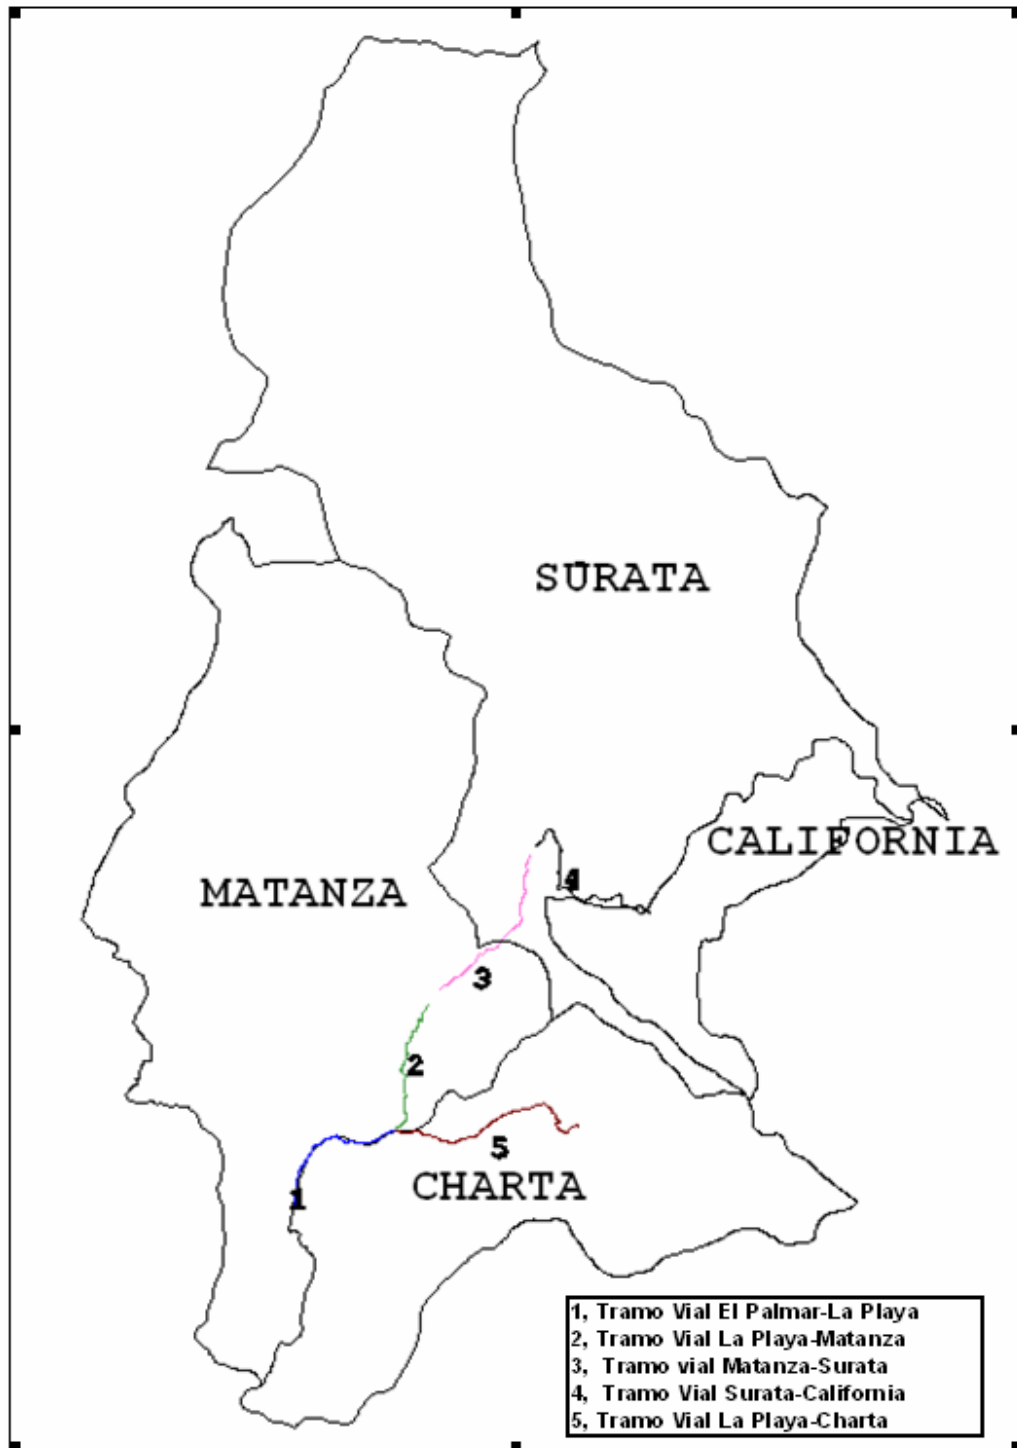 SURATA
CALIFORNIA
MATANZA
4
3
2
5
CHARTA
1
1, Tramo Vial El Palmar-La Playa
2, Tramo Vial La Playa-Matanza
3, Tramo vial Matanza-Surata
4, Tramo Vial Surata-California
5, Tramo Vial La Playa-Charta